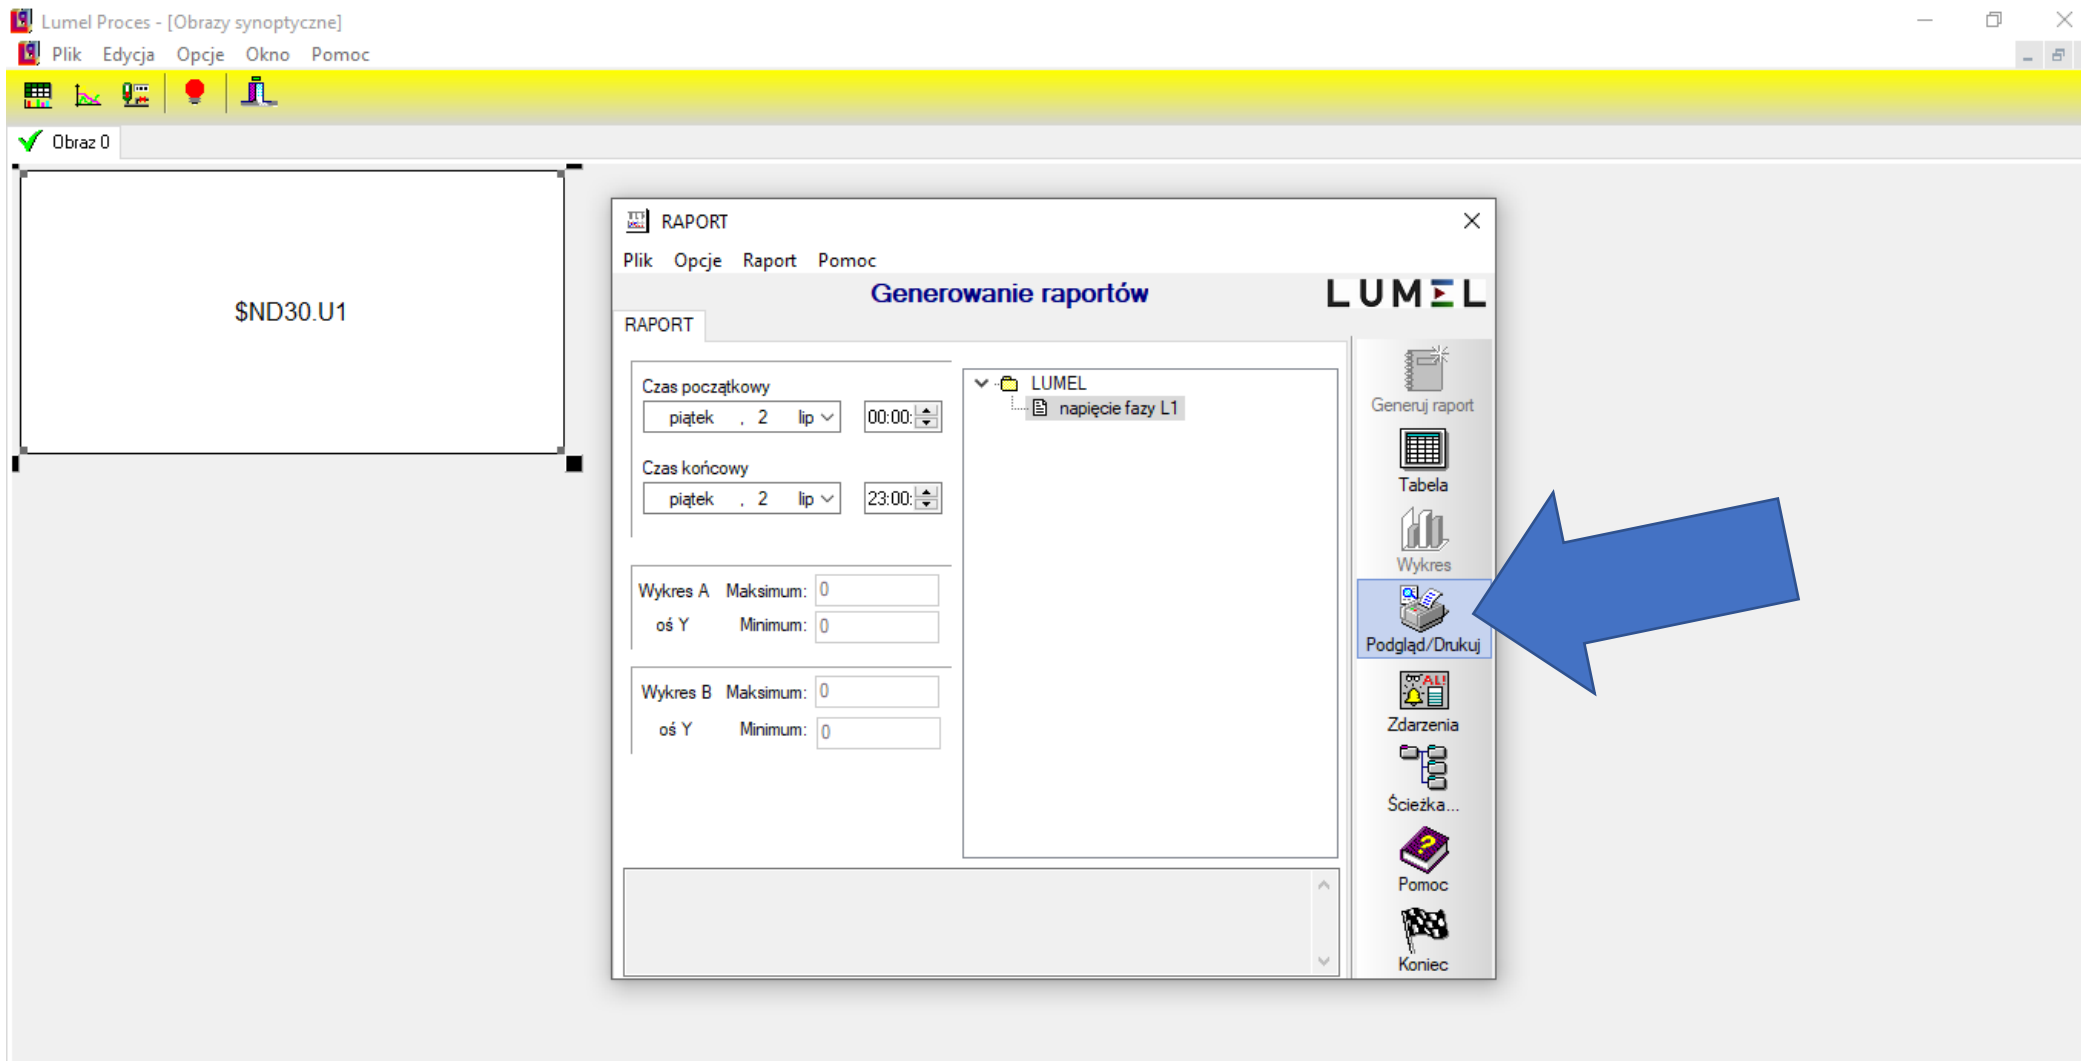 Lumel Proces - [Obrazy synoptyczne]
Plik Edycja Opcje Okno Pomoc
Obraz 0
$ND30.U1
RAPORT
Plik Opcje Raport Pomoc
Generowanie raportów
LUMEL
RAPORT
Czas początkowy
piątek , 2 lip 00:00:
Czas końcowy
piątek , 2 lip 23:00:
Wykres A Maksimum: 0
oś Y Minimum: 0
Wykres B Maksimum: 0
oś Y Minimum: 0
LUMEL
napięcie fazy L1
Generuj raport
Tabela
Wykres
Podgląd/Drukuj
AL!
Zdarzenia
Ścieżka...
Pomoc
Koniec